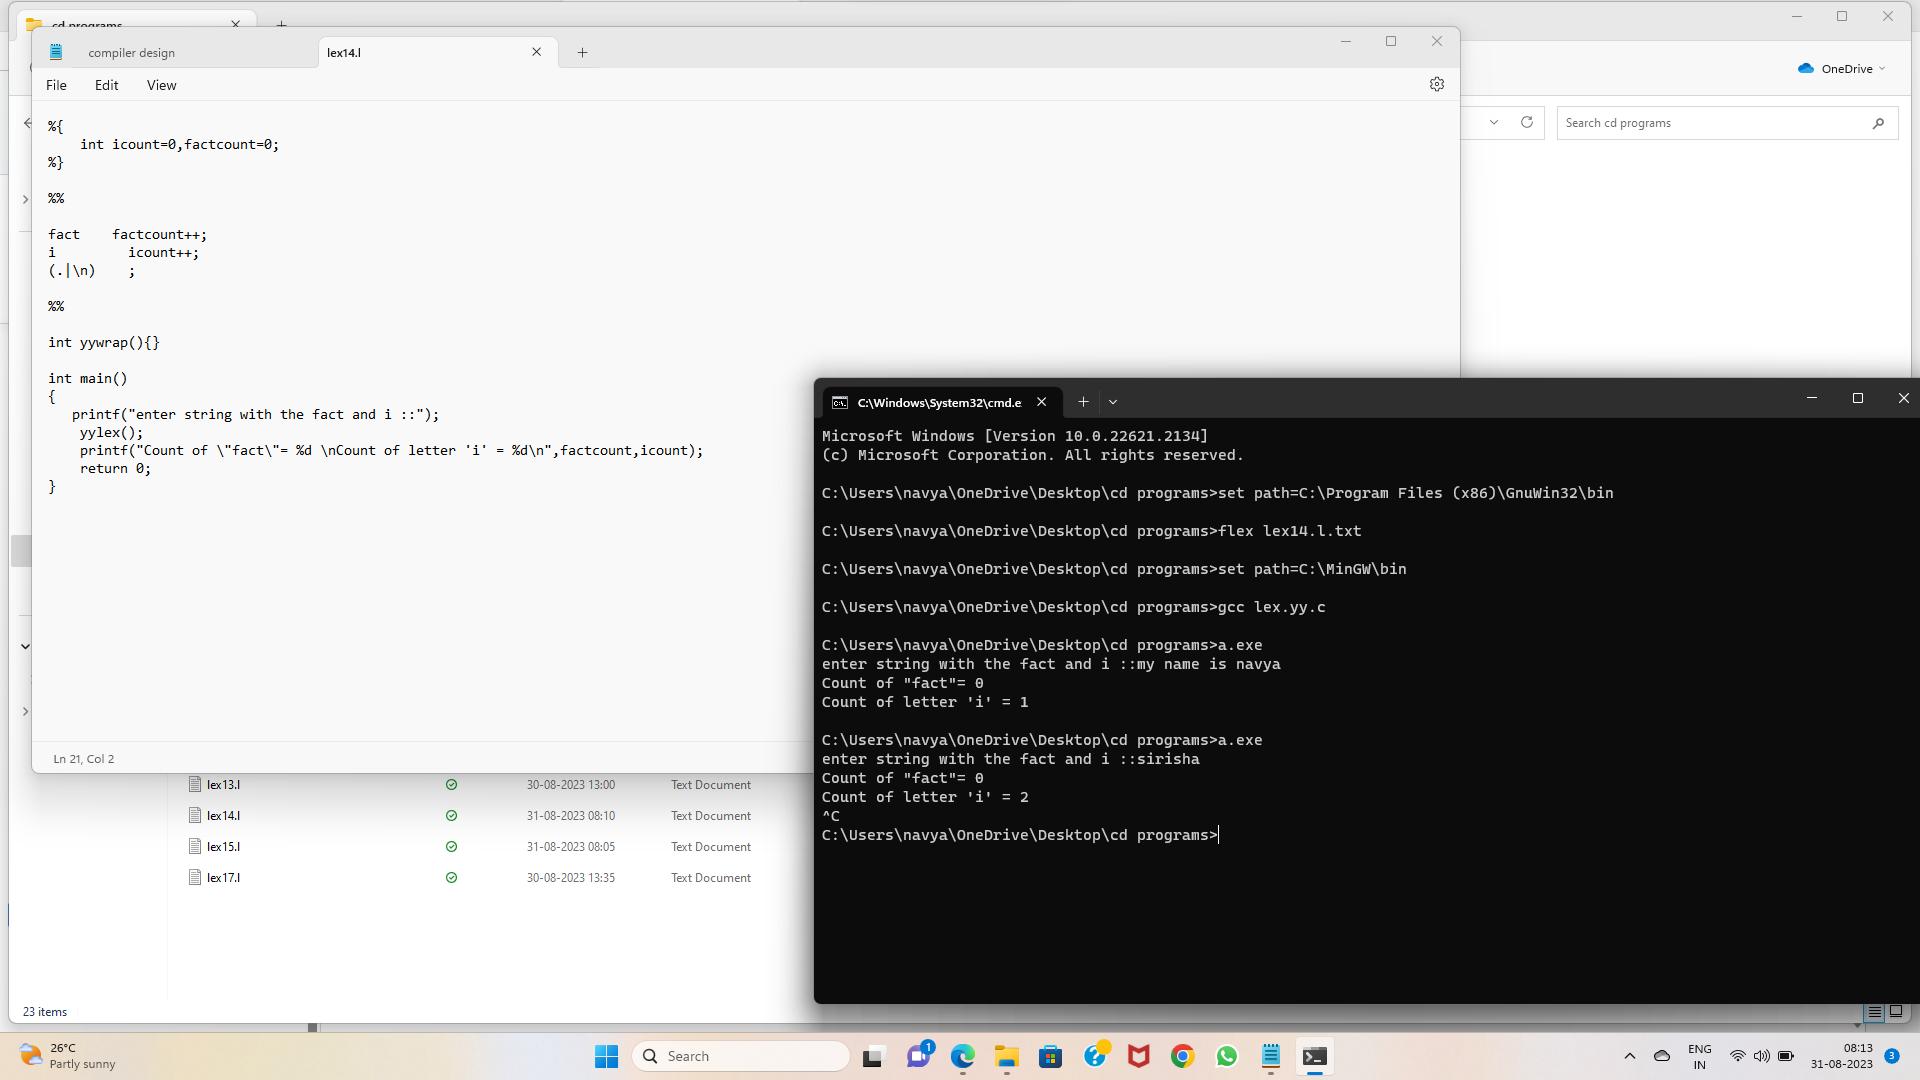 cd programs
compiler design
lex14.l
File
Edit
View
OneDrive
Search cd programs
%{
int icount=0,factcount=0;
%}
%%
fact factcount++;
i icount++;
(.|\n) ;
%%
int yywrap(){}
int main()
{
printf("enter string with the fact and i ::");
yylex();
printf("Count of \"fact\"= %d \nCount of letter 'i' = %d\n",factcount,icount);
return 0;
}
Ln 21, Col 2
C:\Windows\System32\cmd.e
Microsoft Windows [Version 10.0.22621.2134]
(c) Microsoft Corporation. All rights reserved.
C:\Users\navya\OneDrive\Desktop\cd programs>set path=C:\Program Files (x86)\GnuWin32\bin
C:\Users\navya\OneDrive\Desktop\cd programs>flex lex14.l.txt
C:\Users\navya\OneDrive\Desktop\cd programs>set path=C:\MinGW\bin
C:\Users\navya\OneDrive\Desktop\cd programs>gcc lex.yy.c
C:\Users\navya\OneDrive\Desktop\cd programs>a.exe
enter string with the fact and i ::my name is navya
Count of "fact"= 0
Count of letter 'i' = 1
C:\Users\navya\OneDrive\Desktop\cd programs>a.exe
enter string with the fact and i ::sirisha
Count of "fact"= 0
Count of letter 'i' = 2
^C
C:\Users\navya\OneDrive\Desktop\cd programs>
lex13.l 30-08-2023 13:00 Text Document
lex14.l 31-08-2023 08:10 Text Document
lex15.l 31-08-2023 08:05 Text Document
lex17.l 30-08-2023 13:35 Text Document
23 items
26°C
Partly sunny
Search
1
ENG
IN
08:13
31-08-2023
3